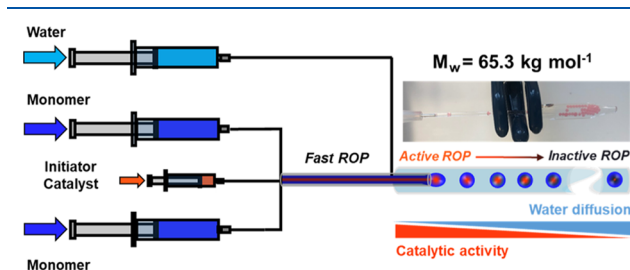 Water
Monomer
Initiator
Catalyst
Monomer
Fast ROP
M_w = 65.3 kg mol⁻¹
Active ROP
Inactive ROP
Water diffusion
Catalytic activity